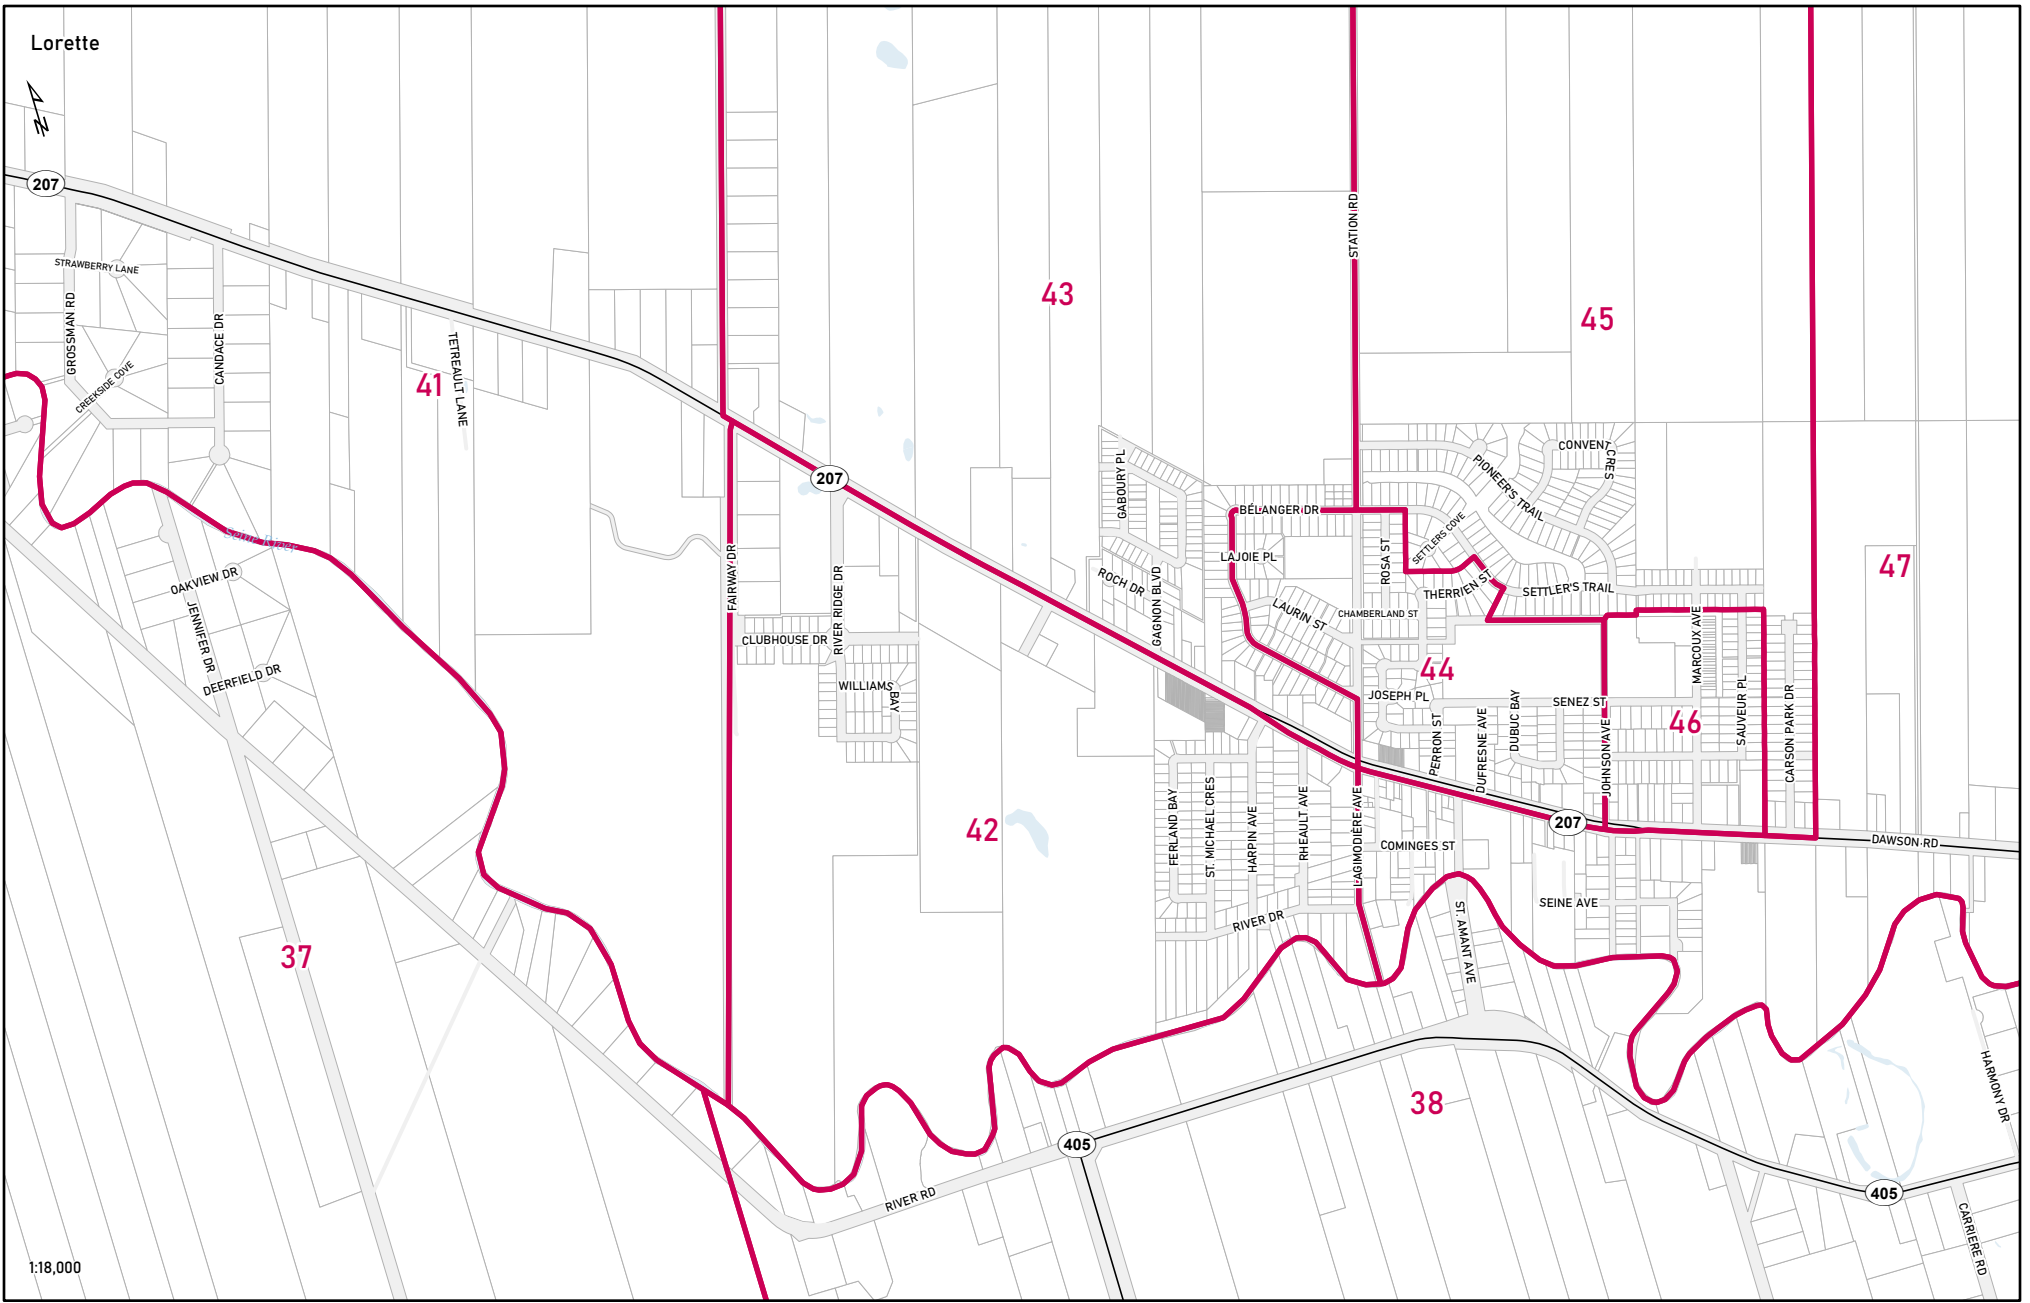 Lorette
N
207
STRAWBERRY LANE
GROSSMAN RD
CANDACE DR
CREEKSIDE COVE
TETREAULT LANE
41
43
STATION RD
45
207
GABOURY PL
BÉLANGER DR
CONVENT
CRES
PIONEER'S TRAIL
SETTLERS COVE
LAJOIE PL
ROSA ST
THERRIEN ST
SETTLER'S TRAIL
47
Seine River
OAKVIEW DR
JENNIFER DR
DEERFIELD DR
FAIRWAY DR
RIVER RIDGE DR
CLUBHOUSE DR
WILLIAMS
BAY
ROCH DR
GAGNON BLVD
LAURIN ST
CHAMBERLAND ST
44
JOSEPH PL
PERRON ST
DUFRESNE AVE
DUBUC BAY
SENEZ ST
JOHNSON AVE
MARCOUX AVE
46
SAUVEUR PL
CARSON PARK DR
207
DAWSON RD
42
FERLAND BAY
ST. MICHAEL CRES
HARPIN AVE
RHEAULT AVE
LAGIMODIÈRE AVE
COMINGES ST
RIVER DR
ST. AMANT AVE
SEINE AVE
37
38
405
RIVER RD
405
HARMONY DR
CARRIERE RD
1:18,000